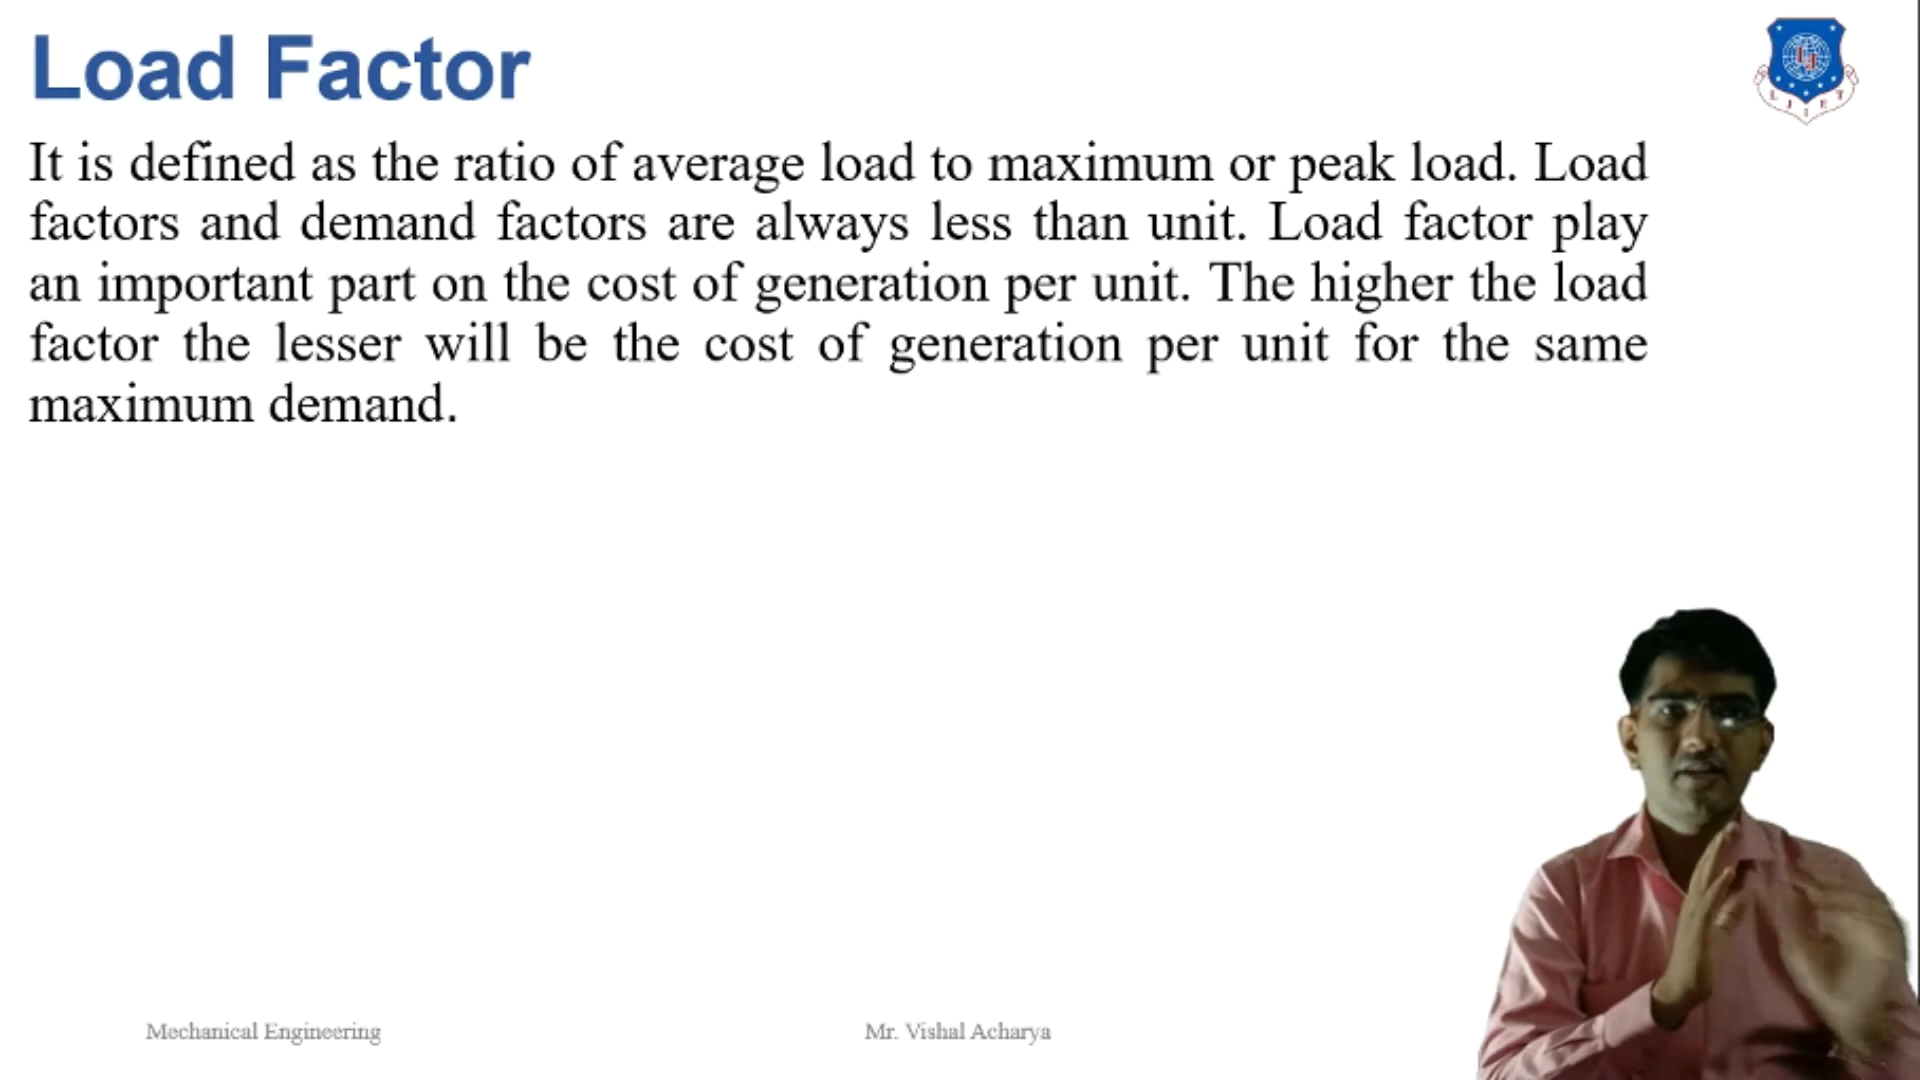 Load Factor
It is defined as the ratio of average load to maximum or peak load. Load
factors and demand factors are always less than unit. Load factor play
an important part on the cost of generation per unit. The higher the load
factor the lesser will be the cost of generation per unit for the same
maximum demand.
LJIET
Mechanical Engineering
Mr. Vishal Acharya